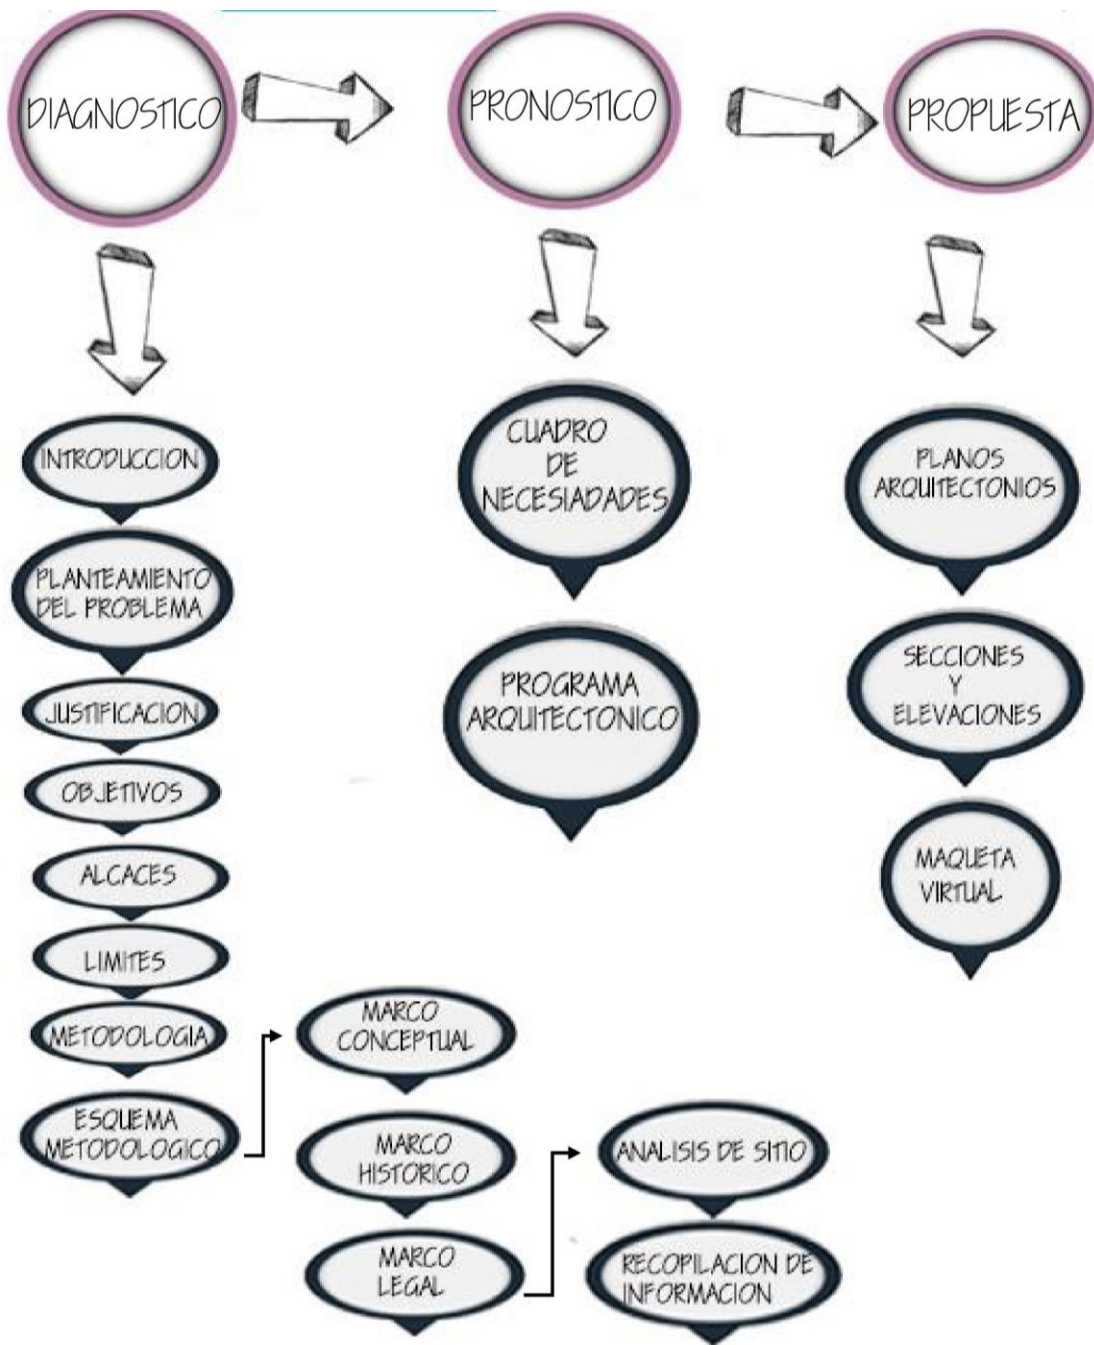 DIAGNOSTICO
PRONOSTICO
PROPUESTA
INTRODUCCION
PLANTEAMIENTO
DEL PROBLEMA
JUSTIFICACION
OBJETIVOS
ALCACES
LIMITES
METODOLOGIA
ESQUEMA
METODOLOGICO
MARCO
CONCEPTUAL
MARCO
HISTORICO
MARCO
LEGAL
ANALISIS DE SITIO
RECOPILACION DE
INFORMACION
CUADRO
DE
NECESIADADES
PROGRAMA
ARQUITECTONICO
PLANOS
ARQUITECTONIOS
SECCIONES
Y
ELEVACIONES
MAQUETA
VIRTUAL